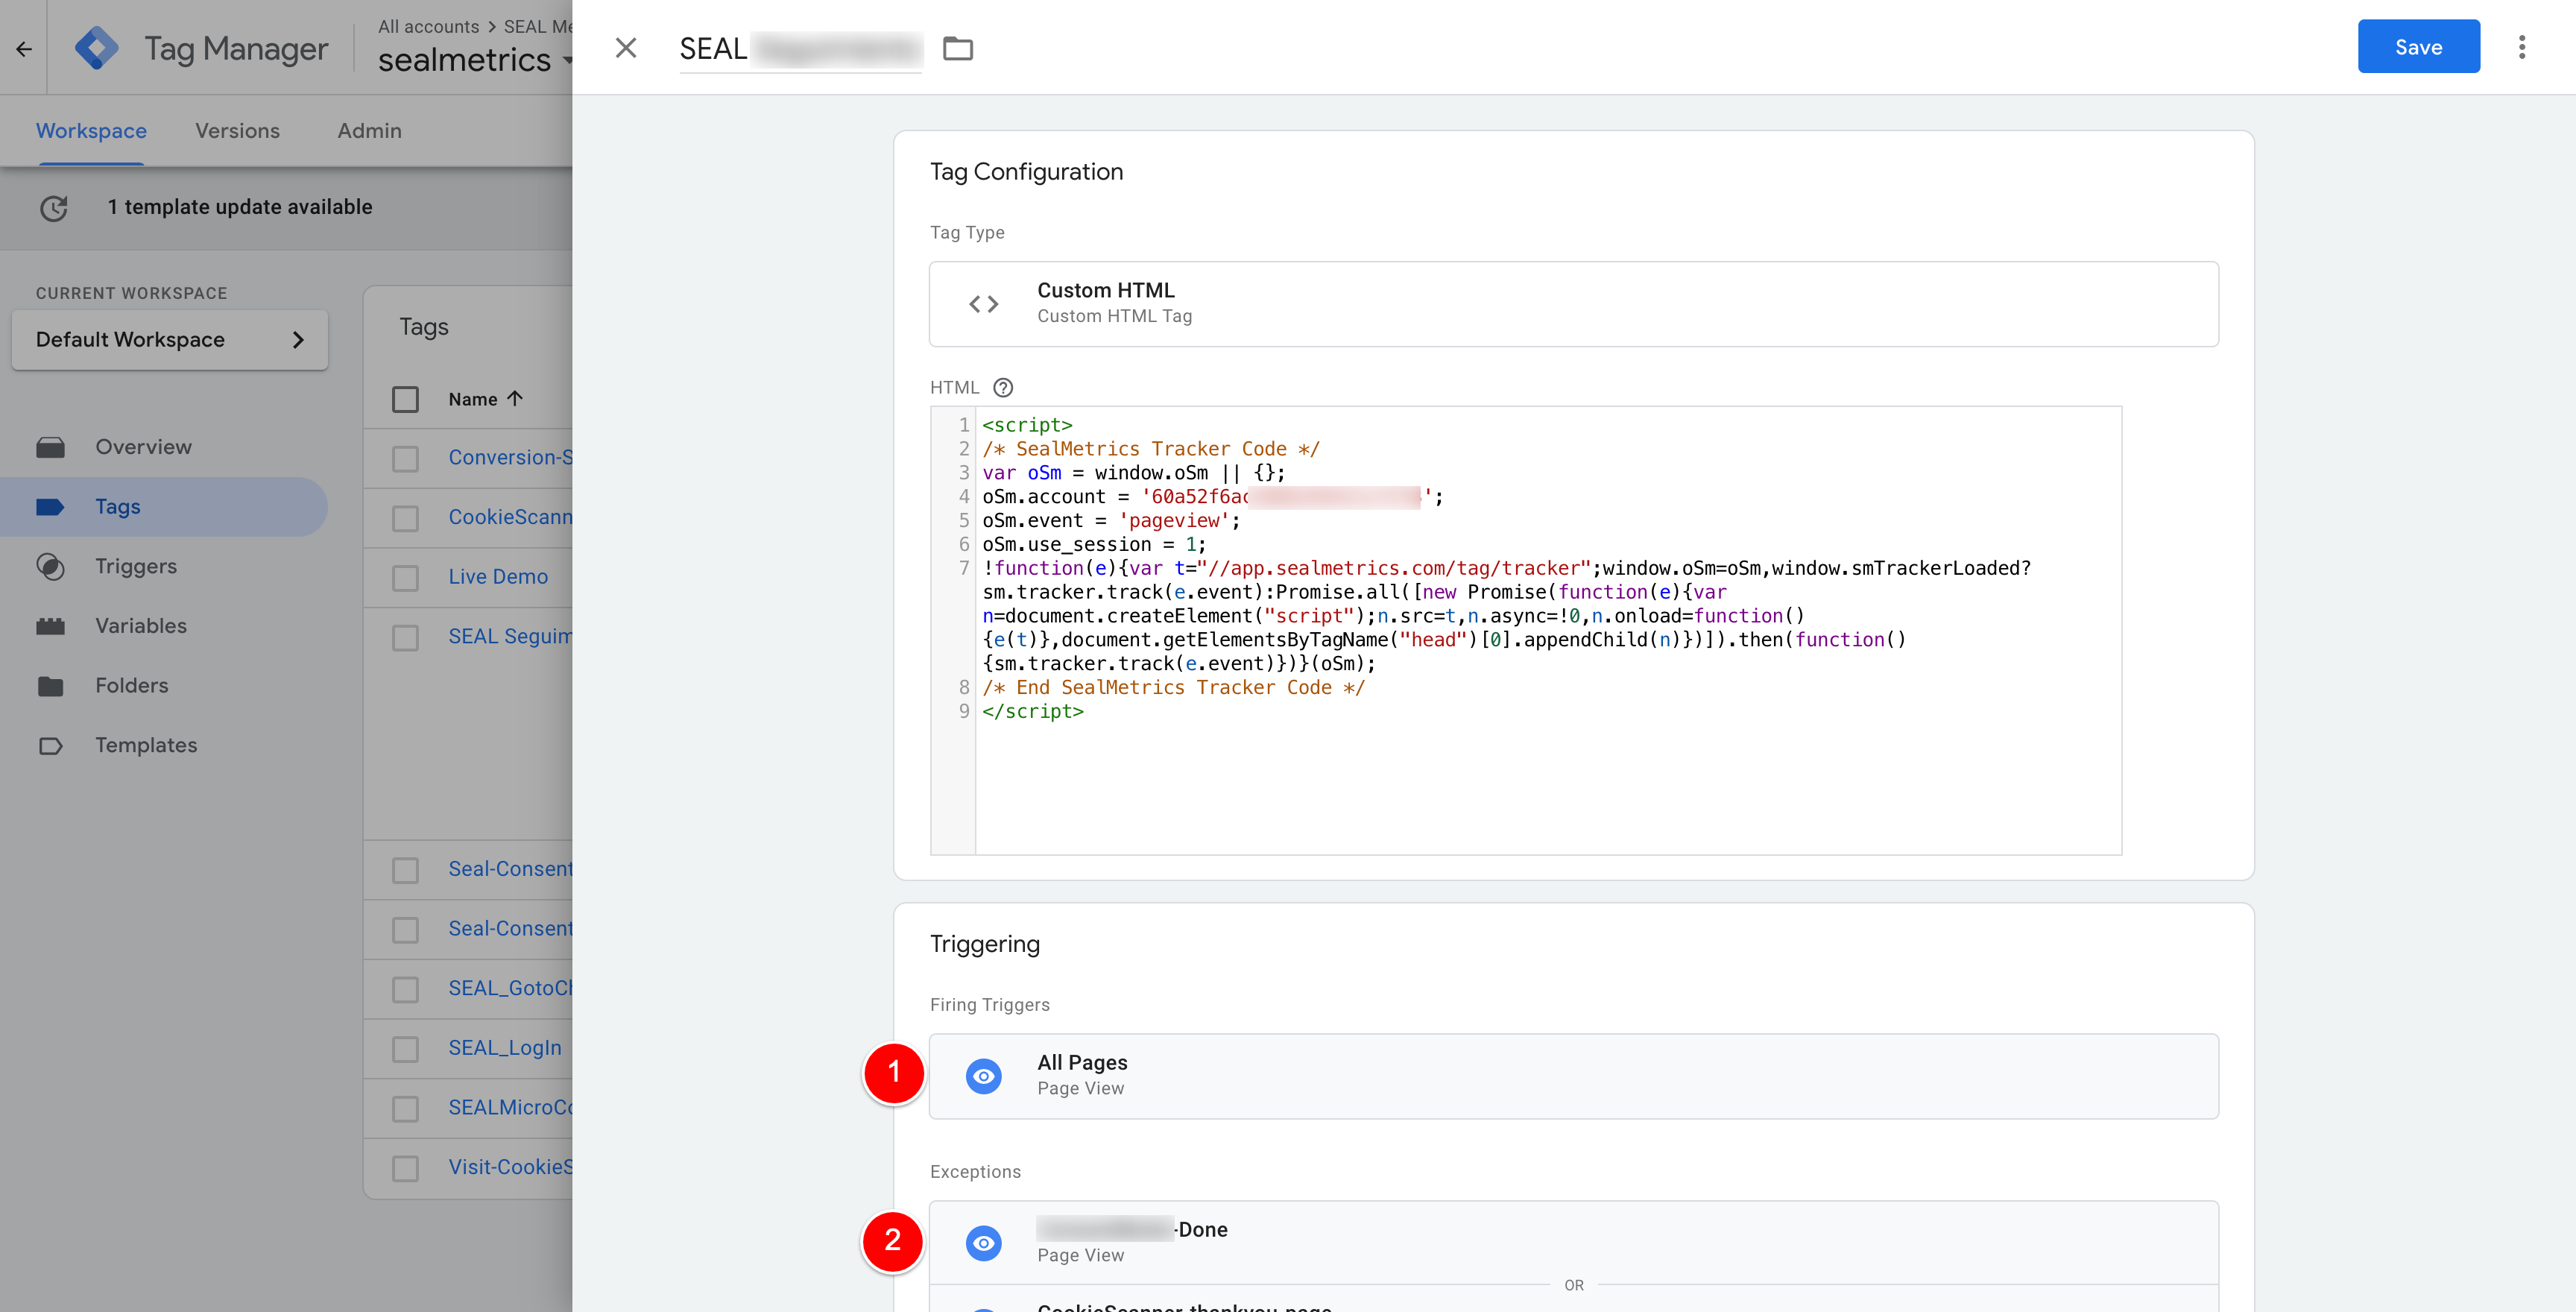 Tag Manager
All accounts > SEAL Me
sealmetrics
Workspace
Versions
Admin
1 template update available
CURRENT WORKSPACE
Default Workspace
Overview
Tags
Triggers
Variables
Folders
Templates
Tags
Name
Conversion-S
CookieScann
Live Demo
SEAL Seguim
Seal-Consent
Seal-Consent
SEAL_GotoCh
SEAL_LogIn
SEALMicroCo
Visit-CookieS
SEAL
Save
Tag Configuration
Tag Type
Custom HTML
Custom HTML Tag
HTML
1 <script>
2 /* SealMetrics Tracker Code */
3 var oSm = window.oSm || {};
4 oSm.account = '60a52f6ac';
5 oSm.event = 'pageview';
6 oSm.use_session = 1;
7 !function(e){var t="//app.sealmetrics.com/tag/tracker";window.oSm=oSm,window.smTrackerLoaded?
sm.tracker.track(e.event):Promise.all([new Promise(function(e){var
n=document.createElement("script");n.src=t,n.async=!0,n.onload=function()
{e(t)},document.getElementsByTagName("head")[0].appendChild(n)})]).then(function()
{sm.tracker.track(e.event)})}(oSm);
8 /* End SealMetrics Tracker Code */
9 </script>
Triggering
Firing Triggers
1
All Pages
Page View
Exceptions
2
-Done
Page View
OR
CookieScanner-thankyou-page